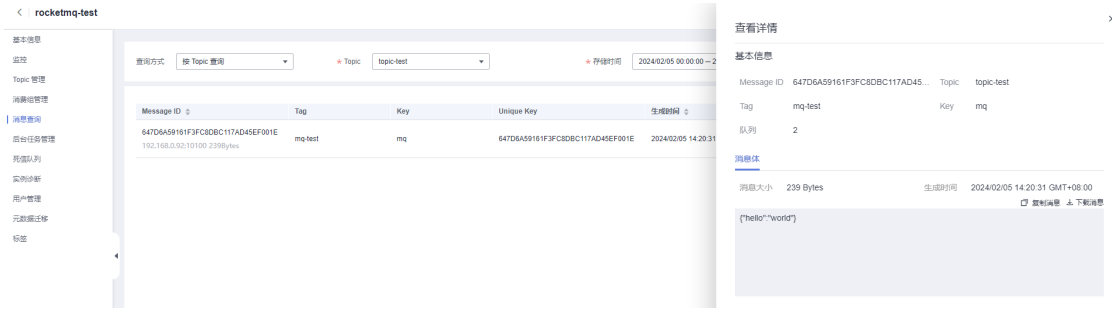 rocketmq-test
基本信息
监控
Topic 管理
消费组管理
消息查询
后台任务管理
死信队列
实例诊断
用户管理
元数据迁移
标签
查询方式 按 Topic 查询 * Topic topic-test * 存储时间 2024/02/05 00:00:00 – 2
Message ID Tag Key Unique Key 生成时间
647D6A59161F3FC8DBC117AD45EF001E mq-test mq 647D6A59161F3FC8DBC117AD45EF001E 2024/02/05 14:20:31
192.168.0.92:10100 239Bytes
查看详情
基本信息
Message ID 647D6A59161F3FC8DBC117AD45... Topic topic-test
Tag mq-test Key mq
队列 2
消息体
消息大小 239 Bytes 生成时间 2024/02/05 14:20:31 GMT+08:00
复制消息 下载消息
{"hello":"world"}